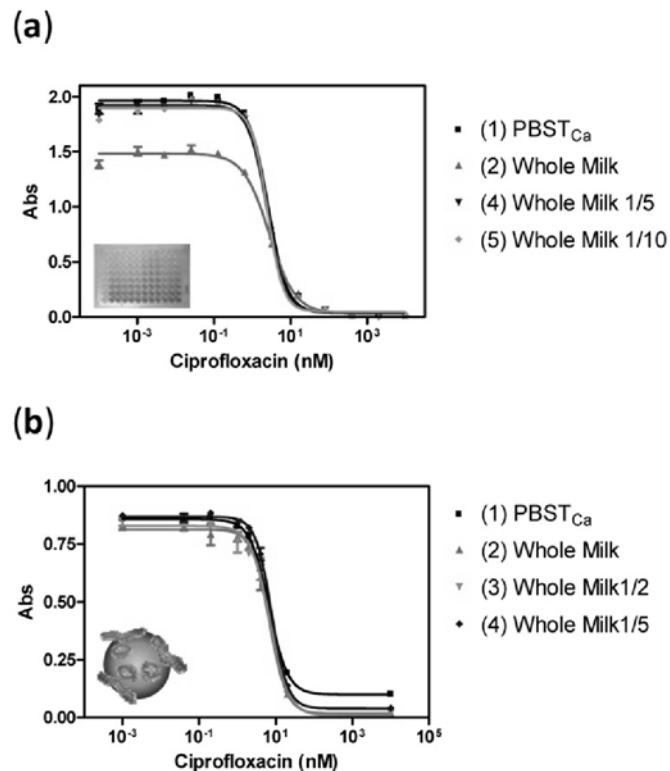 (a)
2.0
1.5
1.0
0.5
0.0
Abs
10⁻³ 10⁻¹ 10¹ 10³
Ciprofloxacin (nM)
(1) PBSTCa
(2) Whole Milk
(4) Whole Milk 1/5
(5) Whole Milk 1/10
(b)
1.00
0.75
0.50
0.25
0.00
Abs
10⁻³ 10⁻¹ 10¹ 10³ 10⁵
Ciprofloxacin (nM)
(1) PBSTCa
(2) Whole Milk
(3) Whole Milk1/2
(4) Whole Milk1/5